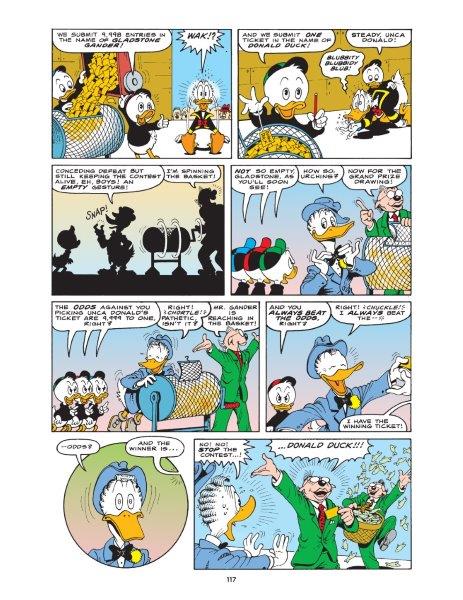 WE SUBMIT 9,998 ENTRIES IN
THE NAME OF GLADSTONE
GANDER!
WAK!?
AND WE SUBMIT ONE
TICKET IN THE NAME OF
DONALD DUCK!
STEADY, UNCA
DONALD!
BLUBBITY
BLUBBIDY
BLUB!
CONCEDING DEFEAT BUT
STILL KEEPING THE CONTEST
ALIVE, EH, BOYS! AN
EMPTY GESTURE!
I'M SPINNING
THE BASKET!
SNAP!
NOT SO EMPTY,
GLADSTONE, AS
YOU'LL SOON
SEE!
HOW SO,
URCHINS?
NOW FOR THE
GRAND PRIZE
DRAWING!
THE ODDS AGAINST YOU
PICKING UNCA DONALD'S
TICKET ARE 9,999 TO ONE,
RIGHT?
RIGHT!
{CHORTLE!}
PATHETIC,
ISN'T IT?
MR. GANDER
IS REACHING
IN THE
BASKET!
AND YOU
ALWAYS BEAT
THE ODDS,
RIGHT?
RIGHT! {CHUCKLE!}
I ALWAYS BEAT
THE--
I HAVE THE
WINNING TICKET!
--ODDS?
AND THE
WINNER IS...
NO! NO!
STOP THE
CONTEST...!
...DONALD DUCK!!!
117